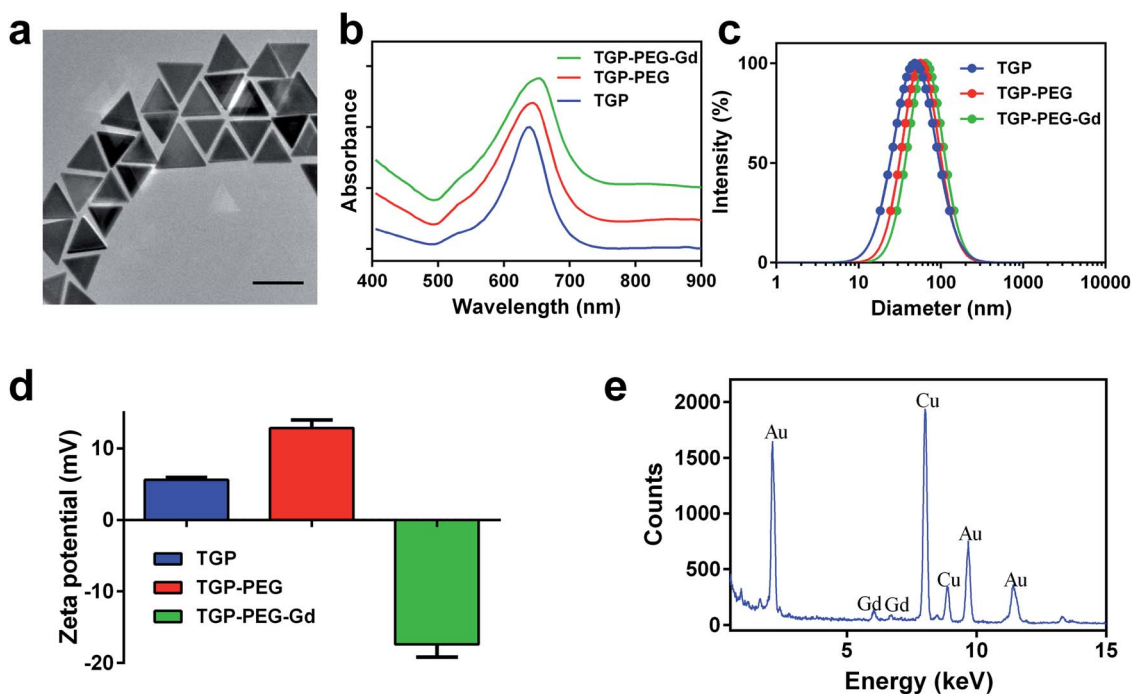 a
b
TGP-PEG-Gd
TGP-PEG
TGP
Absorbance
400 500 600 700 800 900
Wavelength (nm)
c
100
50
0
Intensity (%)
TGP
TGP-PEG
TGP-PEG-Gd
1 10 100 1000 10000
Diameter (nm)
d
10
0
-10
-20
Zeta potential (mV)
TGP
TGP-PEG
TGP-PEG-Gd
e
2000
1500
1000
500
0
Counts
Au
Gd
Gd
Cu
Cu
Au
Au
5 10 15
Energy (keV)